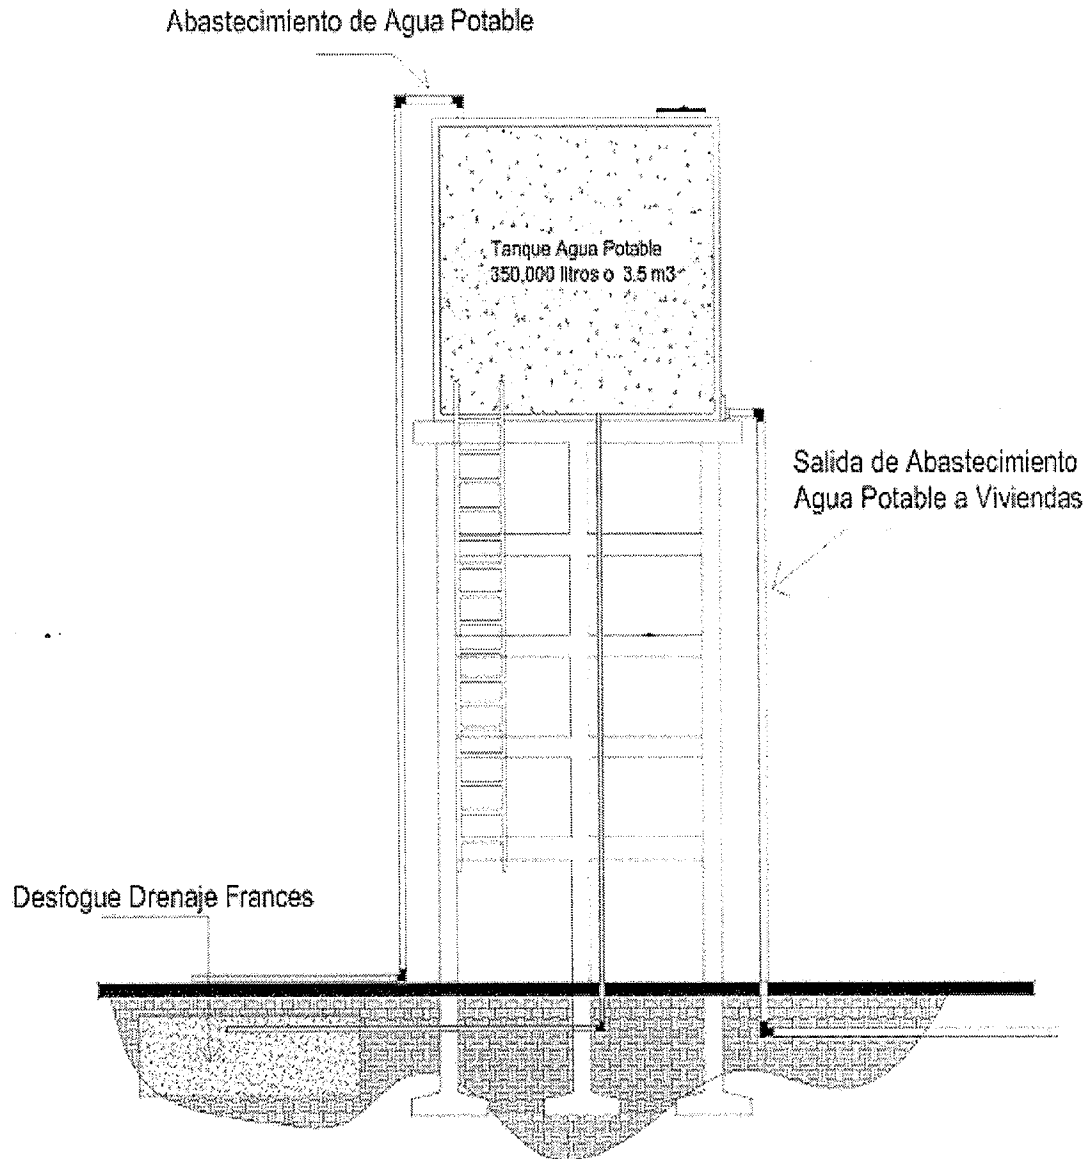 Abastecimiento de Agua Potable
Tanque Agua Potable
350,000 litros o 3.5 m3
Salida de Abastecimiento
Agua Potable a Viviendas
Desfogue Drenaje Frances